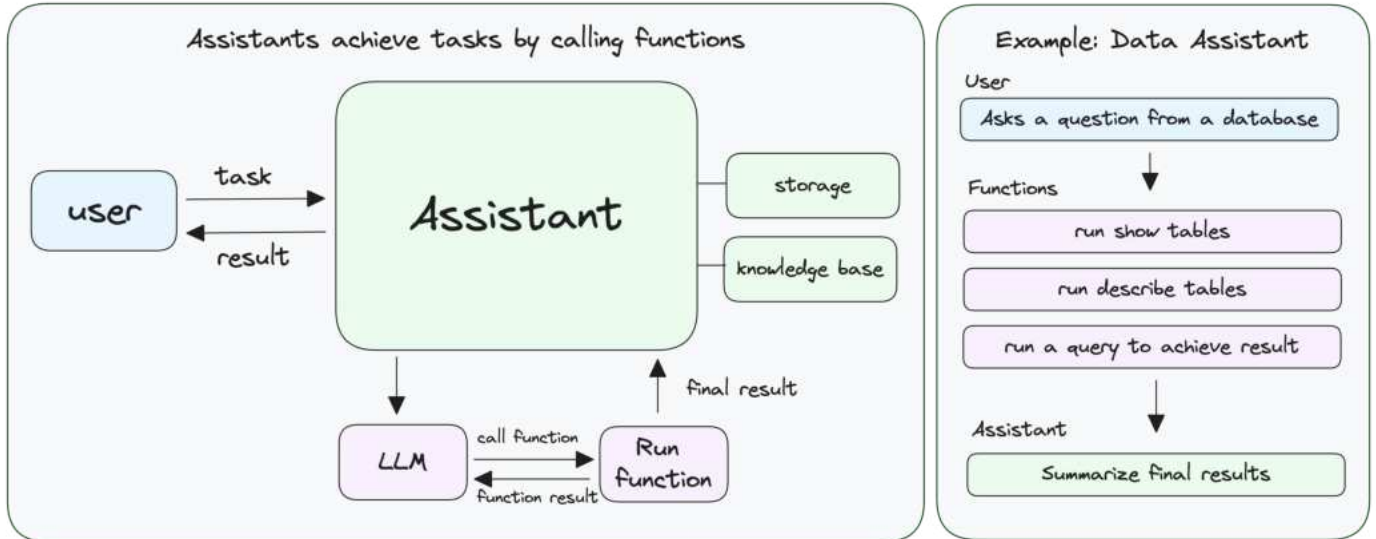 Assistants achieve tasks by calling functions
user
task
result
Assistant
storage
knowledge base
LLM
call function
function result
Run
function
final result
Example: Data Assistant
User
Asks a question from a database
Functions
run show tables
run describe tables
run a query to achieve result
Assistant
Summarize final results